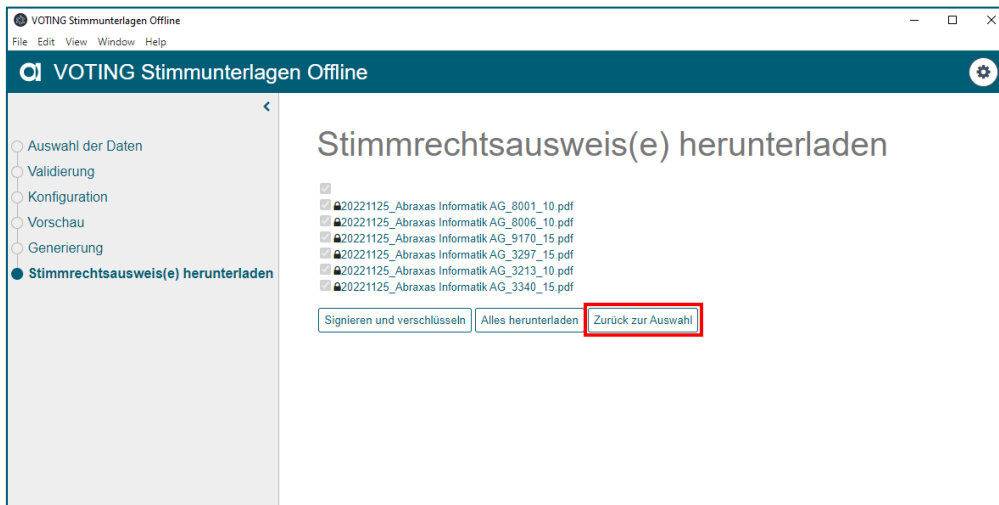 VOTING Stimmunterlagen Offline
File Edit View Window Help
VOTING Stimmunterlagen Offline
Auswahl der Daten
Validierung
Konfiguration
Vorschau
Generierung
Stimmrechtsausweis(e) herunterladen
Stimmrechtsausweis(e) herunterladen
20221125_Abraxas Informatik AG_8001_10.pdf
20221125_Abraxas Informatik AG_8006_10.pdf
20221125_Abraxas Informatik AG_9170_15.pdf
20221125_Abraxas Informatik AG_3297_15.pdf
20221125_Abraxas Informatik AG_3213_10.pdf
20221125_Abraxas Informatik AG_3340_15.pdf
Signieren und verschlüsseln Alles herunterladen Zurück zur Auswahl